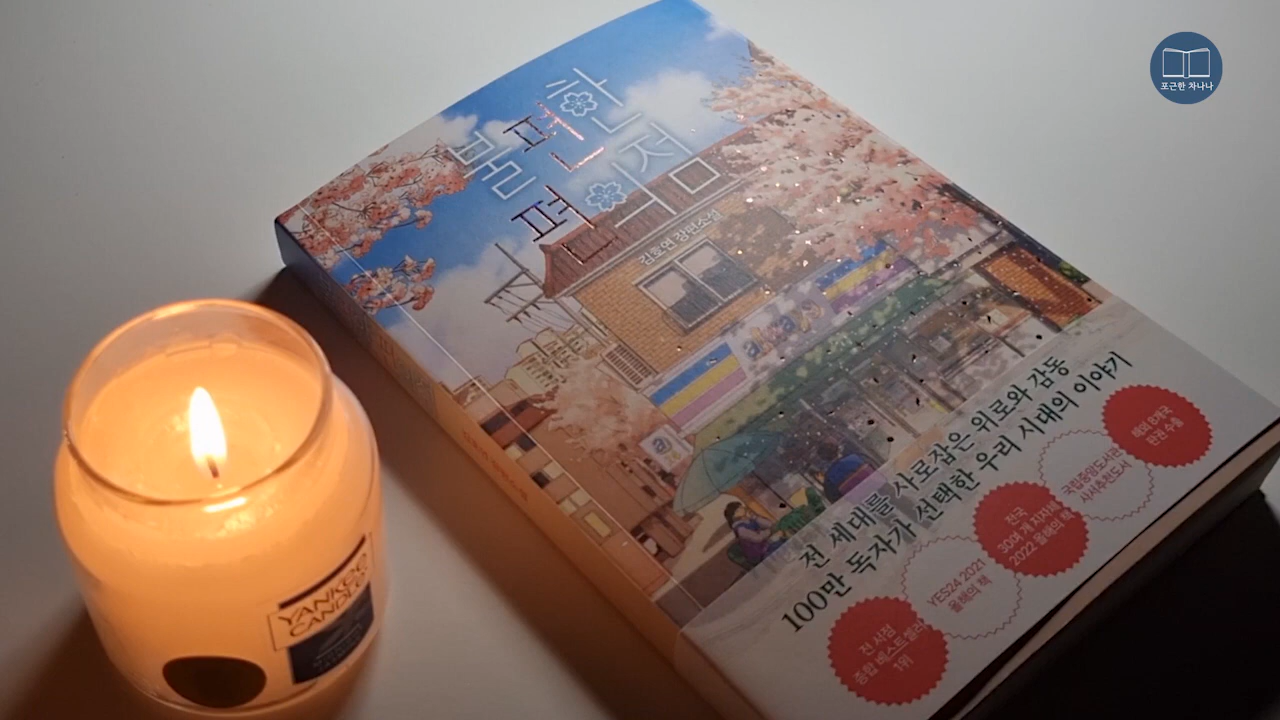 포근한 차나나
불편한
편의점
김호연 장편소설
always
a
전 세대를 사로잡은 위로와 감동
100만 독자가 선택한 우리 시대의 이야기
전 서점
종합 베스트셀러
1위
YES24 2021
올해의 책
전국
30여 개 지자체
2022 올해의 책
국립중앙도서관
사서추천도서
해외 8개국
판권 수출
YANKEE
CANDLE